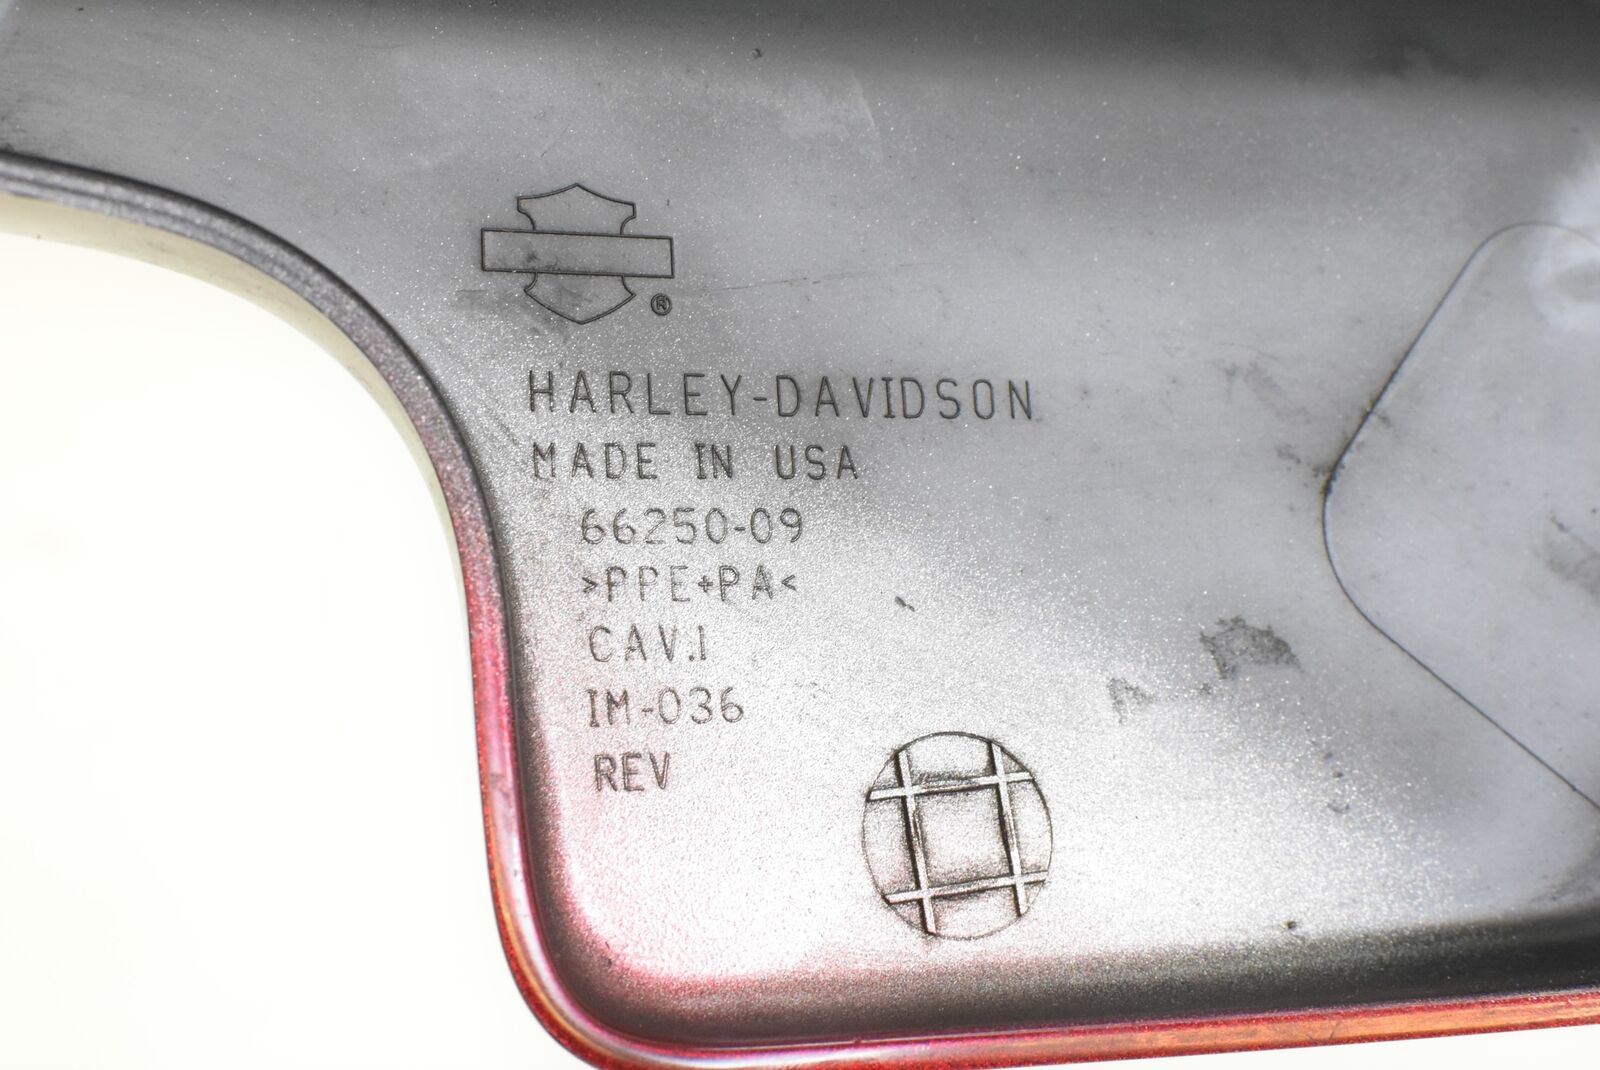 ®
HARLEY-DAVIDSON
MADE IN USA
66250-09
>PPE+PA<
CAV.1
IM-036
REV